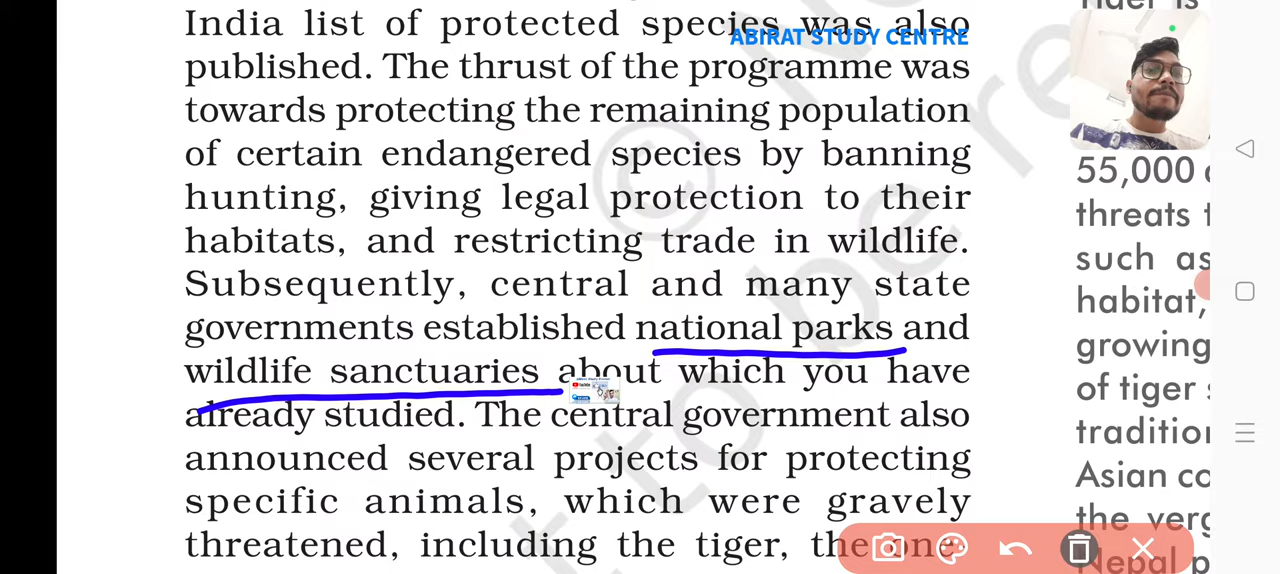 India list of protected species was also
ABIRAT STUDY CENTRE
published. The thrust of the programme was
towards protecting the remaining population
of certain endangered species by banning
hunting, giving legal protection to their
habitats, and restricting trade in wildlife.
Subsequently, central and many state
governments established national parks and
wildlife sanctuaries about which you have
already studied. The central government also
announced several projects for protecting
specific animals, which were gravely
threatened, including the tiger, the one-
Tiger is
55,000
threats
such as
habitat,
growing
of tiger
Asian
the
Nepal